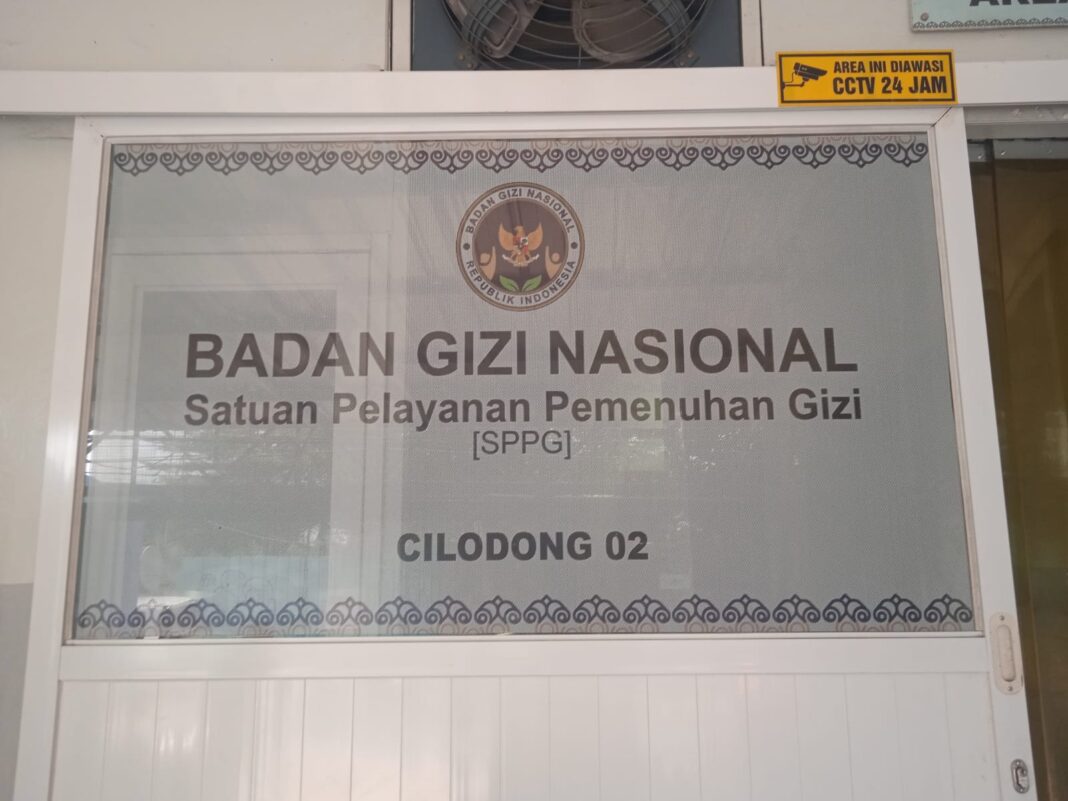 AREA INI DIAWASI
CCTV 24 JAM
BADAN GIZI NASIONAL
REPUBLIK INDONESIA
BADAN GIZI NASIONAL
Satuan Pelayanan Pemenuhan Gizi
[SPPG]
CILODONG 02